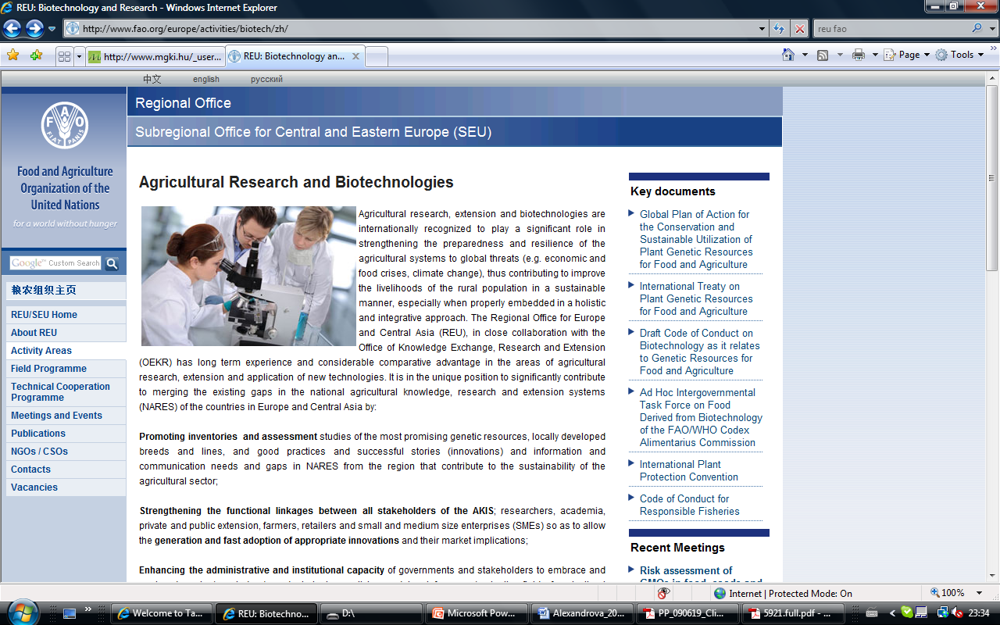 REU: Biotechnology and Research - Windows Internet Explorer
http://www.fao.org/europe/activities/biotech/zh/
reu fao
http://www.mgki.hu/_user...
REU: Biotechnology an...
Page
Tools
中文 english русский
FAO
FIAT PANIS
Food and Agriculture
Organization of the
United Nations
for a world without hunger
Google™ Custom Search
粮农组织主页
REU/SEU Home
About REU
Activity Areas
Field Programme
Technical Cooperation
Programme
Meetings and Events
Publications
NGOs / CSOs
Contacts
Vacancies
Regional Office
Subregional Office for Central and Eastern Europe (SEU)
Agricultural Research and Biotechnologies
Agricultural research, extension and biotechnologies are
internationally recognized to play a significant role in
strengthening the preparedness and resilience of the
agricultural systems to global threats (e.g. economic and
food crises, climate change), thus contributing to improve
the livelihoods of the rural population in a sustainable
manner, especially when properly embedded in a holistic
and integrative approach. The Regional Office for Europe
and Central Asia (REU), in close collaboration with the
Office of Knowledge Exchange, Research and Extension
(OEKR) has long term experience and considerable comparative advantage in the areas of agricultural
research, extension and application of new technologies. It is in the unique position to significantly contribute
to merging the existing gaps in the national agricultural knowledge, research and extension systems
(NARES) of the countries in Europe and Central Asia by:
Promoting inventories and assessment studies of the most promising genetic resources, locally developed
breeds and lines, and good practices and successful stories (innovations) and information and
communication needs and gaps in NARES from the region that contribute to the sustainability of the
agricultural sector;
Strengthening the functional linkages between all stakeholders of the AKIS; researchers, academia,
private and public extension, farmers, retailers and small and medium size enterprises (SMEs) so as to allow
the generation and fast adoption of appropriate innovations and their market implications;
Enhancing the administrative and institutional capacity of governments and stakeholders to embrace and
Key documents
Global Plan of Action for
the Conservation and
Sustainable Utilization of
Plant Genetic Resources
for Food and Agriculture
International Treaty on
Plant Genetic Resources
for Food and Agriculture
Draft Code of Conduct on
Biotechnology as it relates
to Genetic Resources for
Food and Agriculture
Ad Hoc Intergovernmental
Task Force on Food
Derived from Biotechnology
of the FAO/WHO Codex
Alimentarius Commission
International Plant
Protection Convention
Code of Conduct for
Responsible Fisheries
Recent Meetings
Risk assessment of
GMOs in food, seeds and
Internet | Protected Mode: On
100%
Welcome to Ta...
REU: Biotechno...
D:\
Microsoft Pow...
Alexandrova_20...
PP_090619_Cli...
5921.full.pdf - ...
23:34